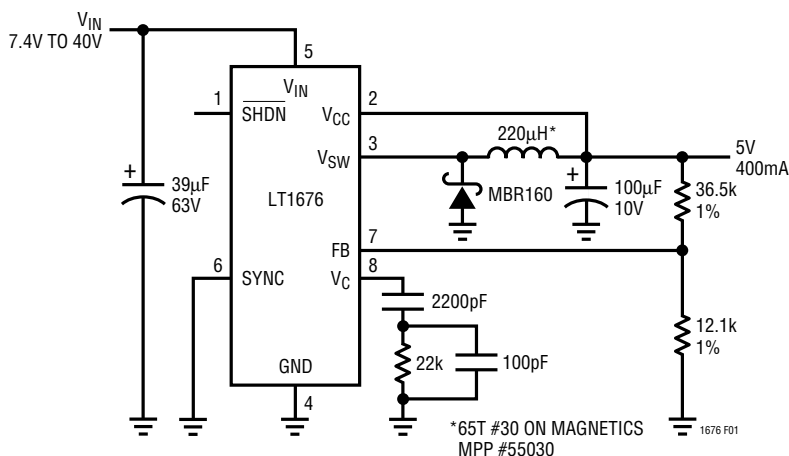 VIN
7.4V TO 40V
5
VIN
1
SHDN
VCC
2
220µH*
VSW
3
5V
400mA
+
39µF
63V
LT1676
MBR160
+
100µF
10V
36.5k
1%
FB
7
6
SYNC
VC
8
2200pF
12.1k
1%
22k
100pF
GND
4
*65T #30 ON MAGNETICS
MPP #55030
1676 F01